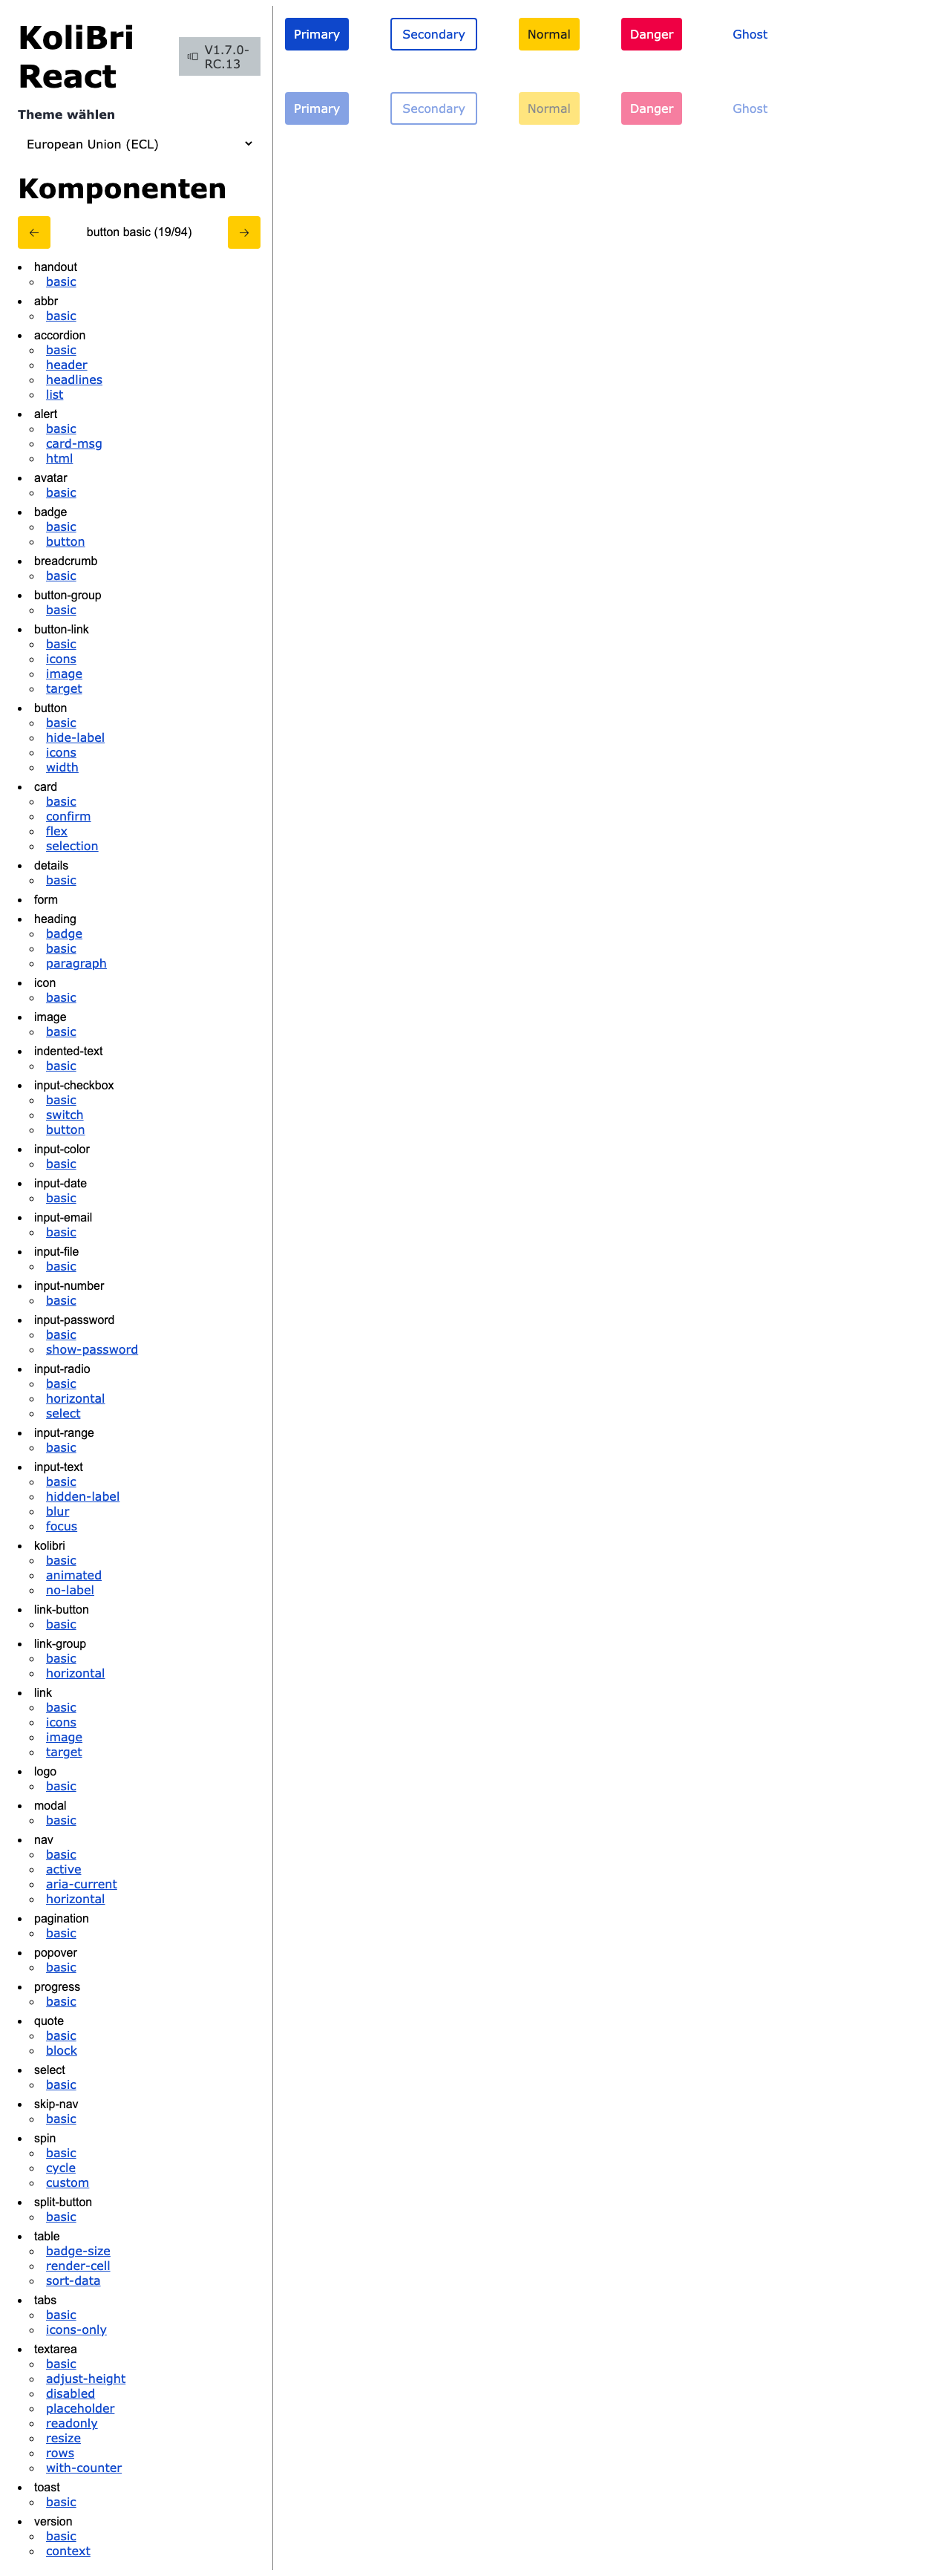 KoliBri
React
V1.7.0-
RC.13
Theme wählen
European Union (ECL)
Komponenten
← button basic (19/94) →
handout
basic
abbr
basic
accordion
basic
header
headlines
list
alert
basic
card-msg
html
avatar
basic
badge
basic
button
breadcrumb
basic
button-group
basic
button-link
basic
icons
image
target
button
basic
hide-label
icons
width
card
basic
confirm
flex
selection
details
basic
form
heading
badge
basic
paragraph
icon
basic
image
basic
indented-text
basic
input-checkbox
basic
switch
button
input-color
basic
input-date
basic
input-email
basic
input-file
basic
input-number
basic
input-password
basic
show-password
input-radio
basic
horizontal
select
input-range
basic
input-text
basic
hidden-label
blur
focus
kolibri
basic
animated
no-label
link-button
basic
link-group
basic
horizontal
link
basic
icons
image
target
logo
basic
modal
basic
nav
basic
active
aria-current
horizontal
pagination
basic
popover
basic
progress
basic
quote
basic
block
select
basic
skip-nav
basic
spin
basic
cycle
custom
split-button
basic
table
badge-size
render-cell
sort-data
tabs
basic
icons-only
textarea
basic
adjust-height
disabled
placeholder
readonly
resize
rows
with-counter
toast
basic
version
basic
context
Primary Secondary Normal Danger Ghost
Primary Secondary Normal Danger Ghost